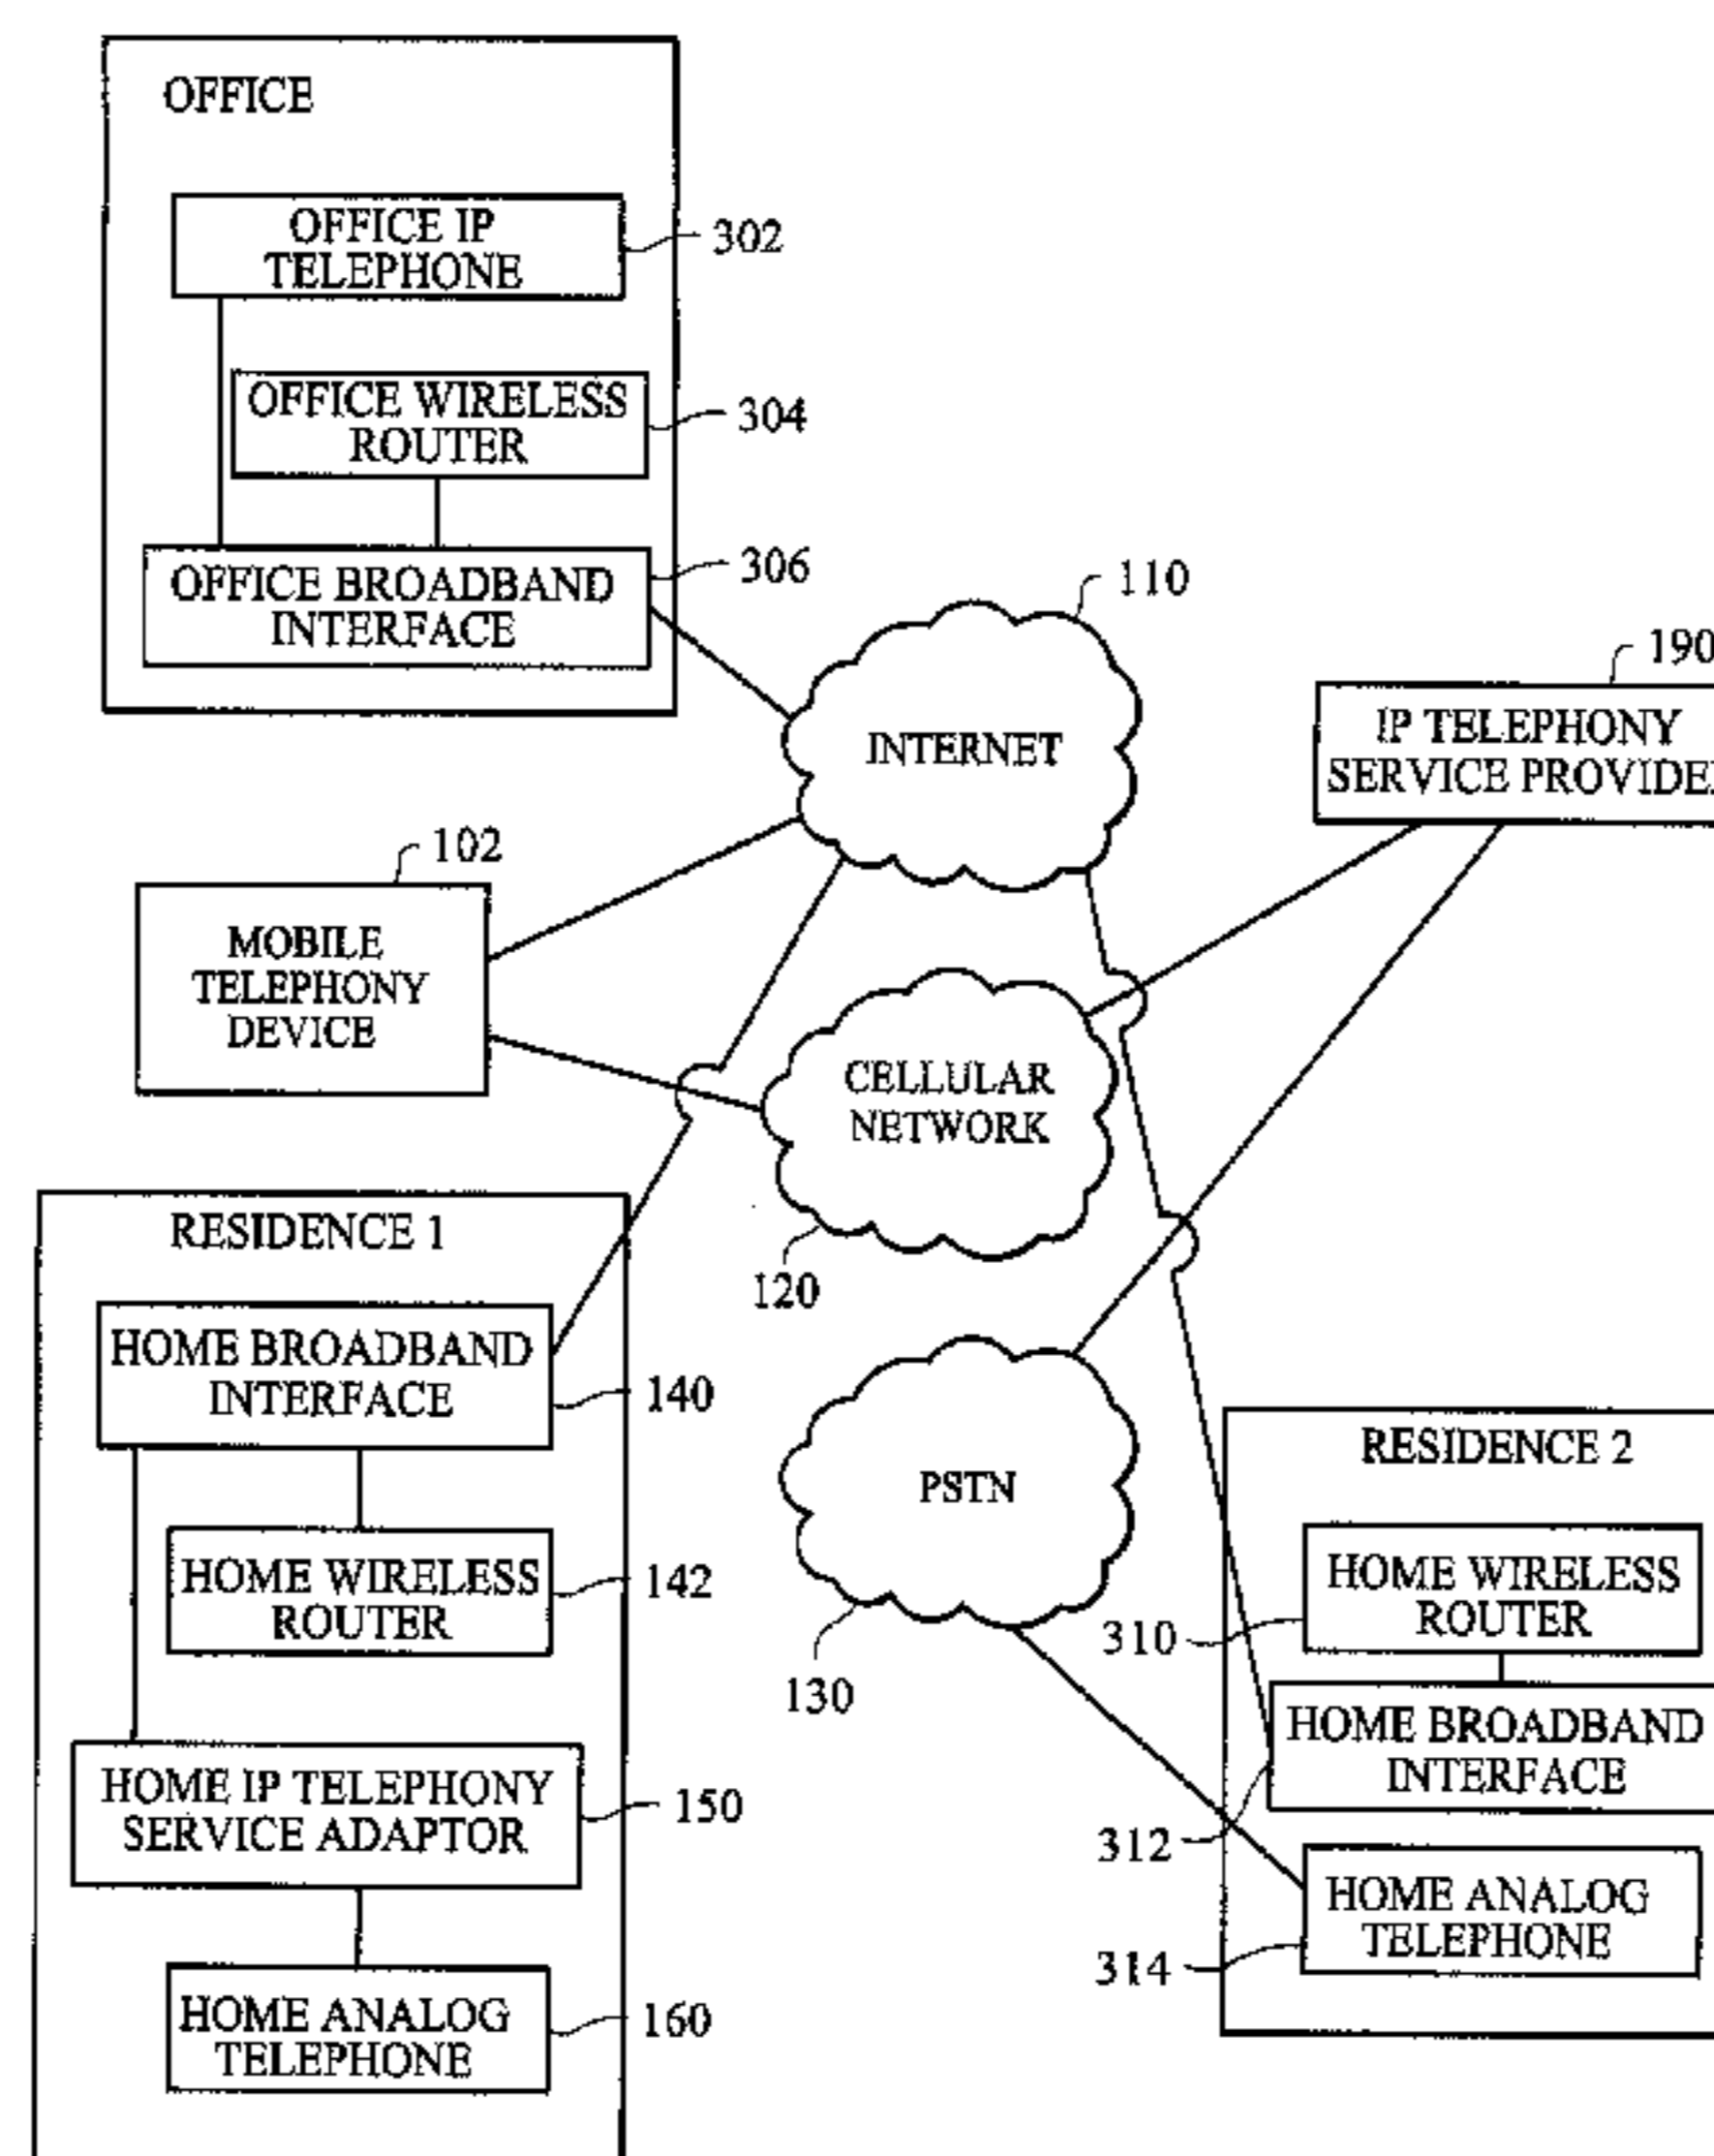 OFFICE
OFFICE IP
TELEPHONE
302
OFFICE WIRELESS
ROUTER
304
OFFICE BROADBAND
INTERFACE
306
110
INTERNET
190
IP TELEPHONY
SERVICE PROVIDE
102
MOBILE
TELEPHONY
DEVICE
CELLULAR
NETWORK
120
RESIDENCE 1
HOME BROADBAND
INTERFACE
140
HOME WIRELESS
ROUTER
142
HOME IP TELEPHONY
SERVICE ADAPTOR
150
HOME ANALOG
TELEPHONE
160
PSTN
130
RESIDENCE 2
HOME WIRELESS
ROUTER
310
HOME BROADBAND
INTERFACE
312
HOME ANALOG
TELEPHONE
314